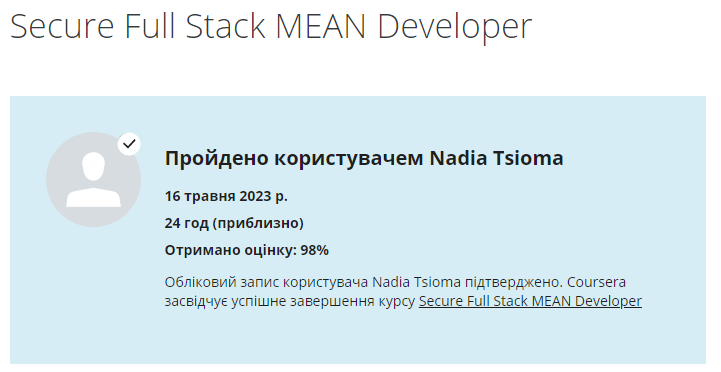 Secure Full Stack MEAN Developer
Пройдено користувачем Nadia Tsioma
16 травня 2023 р.
24 год (приблизно)
Отримано оцінку: 98%
Обліковий запис користувача Nadia Tsioma підтверджено. Coursera
засвідчує успішне завершення курсу Secure Full Stack MEAN Developer